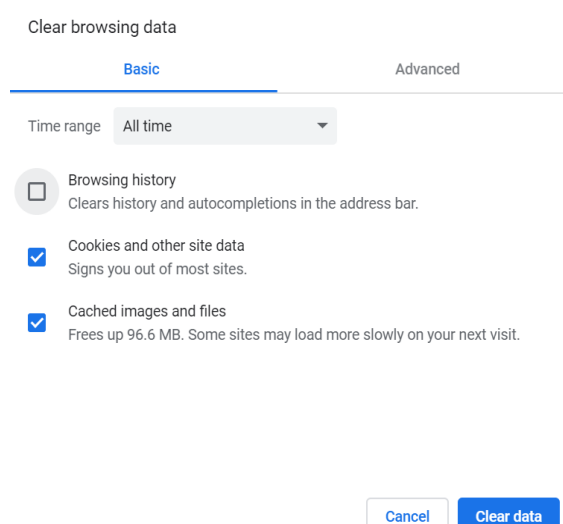 Clear browsing data
Basic Advanced
Time range All time
Browsing history
Clears history and autocompletions in the address bar.
Cookies and other site data
Signs you out of most sites.
Cached images and files
Frees up 96.6 MB. Some sites may load more slowly on your next visit.
Cancel Clear data